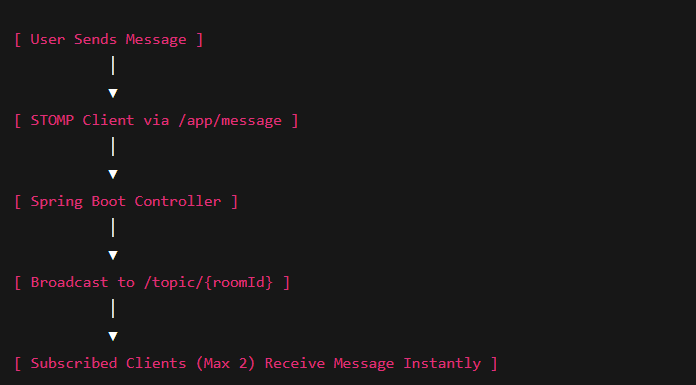 [ User Sends Message ]
│
▼
[ STOMP Client via /app/message ]
│
▼
[ Spring Boot Controller ]
│
▼
[ Broadcast to /topic/{roomId} ]
│
▼
[ Subscribed Clients (Max 2) Receive Message Instantly ]